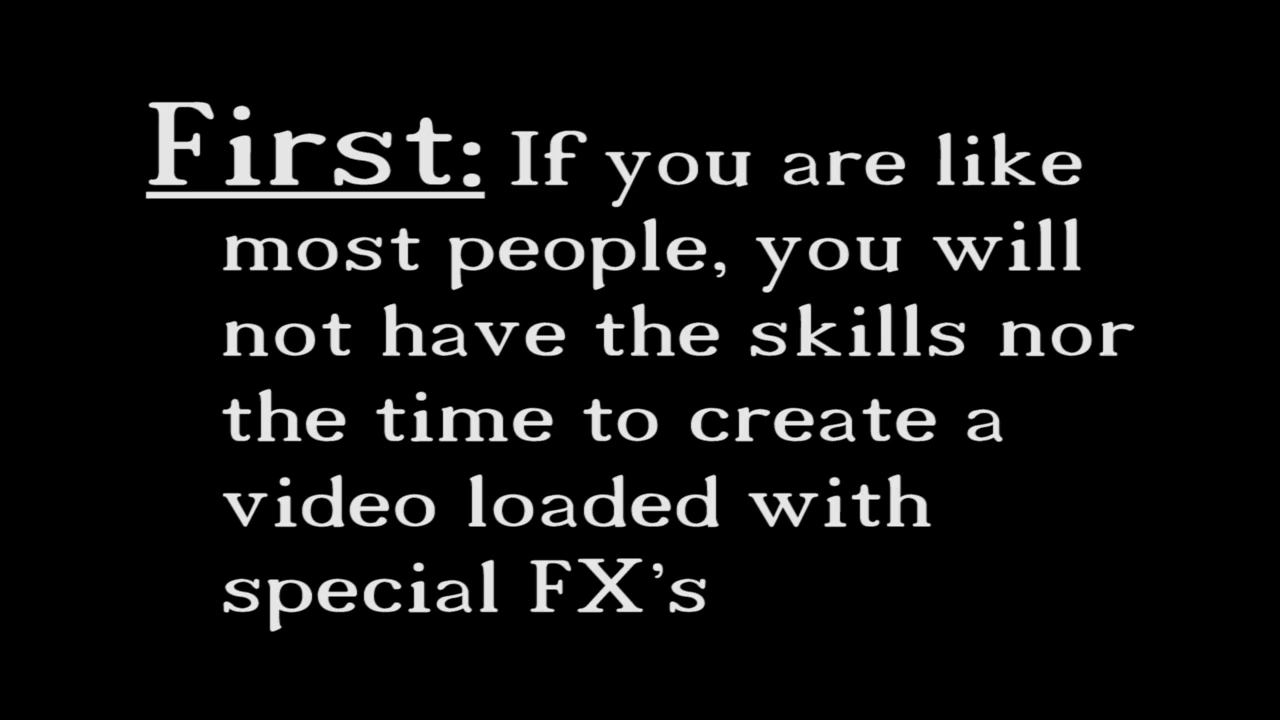 First: If you are like
most people, you will
not have the skills nor
the time to create a
video loaded with
special FX’s